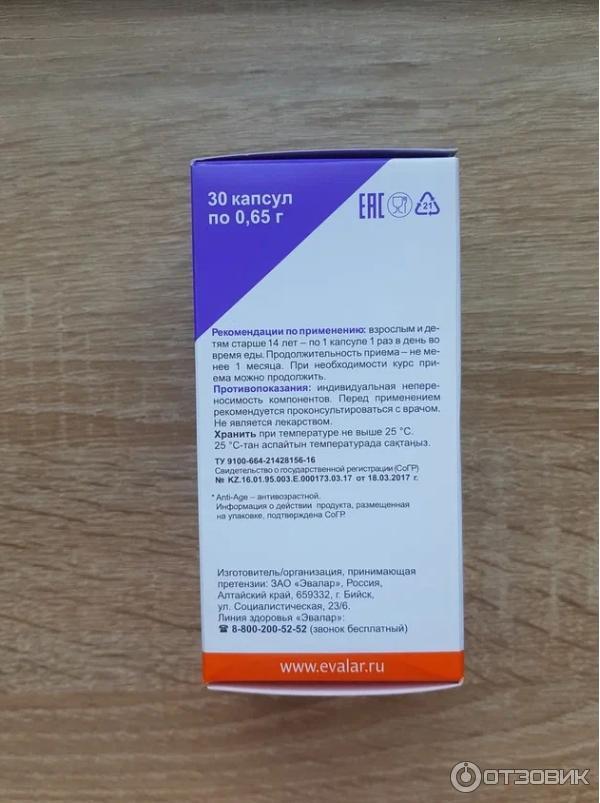 30 капсул
по 0,65 г
EAC
21
Рекомендации по применению: взрослым и де-
тям старше 14 лет – по 1 капсуле 1 раз в день во
время еды. Продолжительность приема – не ме-
нее 1 месяца. При необходимости курс при-
ема можно продолжить.
Противопоказания: индивидуальная непере-
носимость компонентов. Перед применением
рекомендуется проконсультироваться с врачом.
Не является лекарством.
Хранить при температуре не выше 25 °С.
25 °С-тан аспайтын температурада сақтаңыз.
ТУ 9100-664-21428156-16
Свидетельство о государственной регистрации (СоГР)
№ KZ.16.01.95.003.E.000173.03.17 от 18.03.2017 г.
* Anti-Age – антивозрастной.
Информация о действии продукта, размещенная
на упаковке, подтверждена СоГР.
Изготовитель/организация, принимающая
претензии: ЗАО «Эвалар», Россия,
Алтайский край, 659332, г. Бийск,
ул. Социалистическая, 23/6.
Линия здоровья «Эвалар»:
☎ 8-800-200-52-52 (звонок бесплатный)
www.evalar.ru
ОТЗОВИК